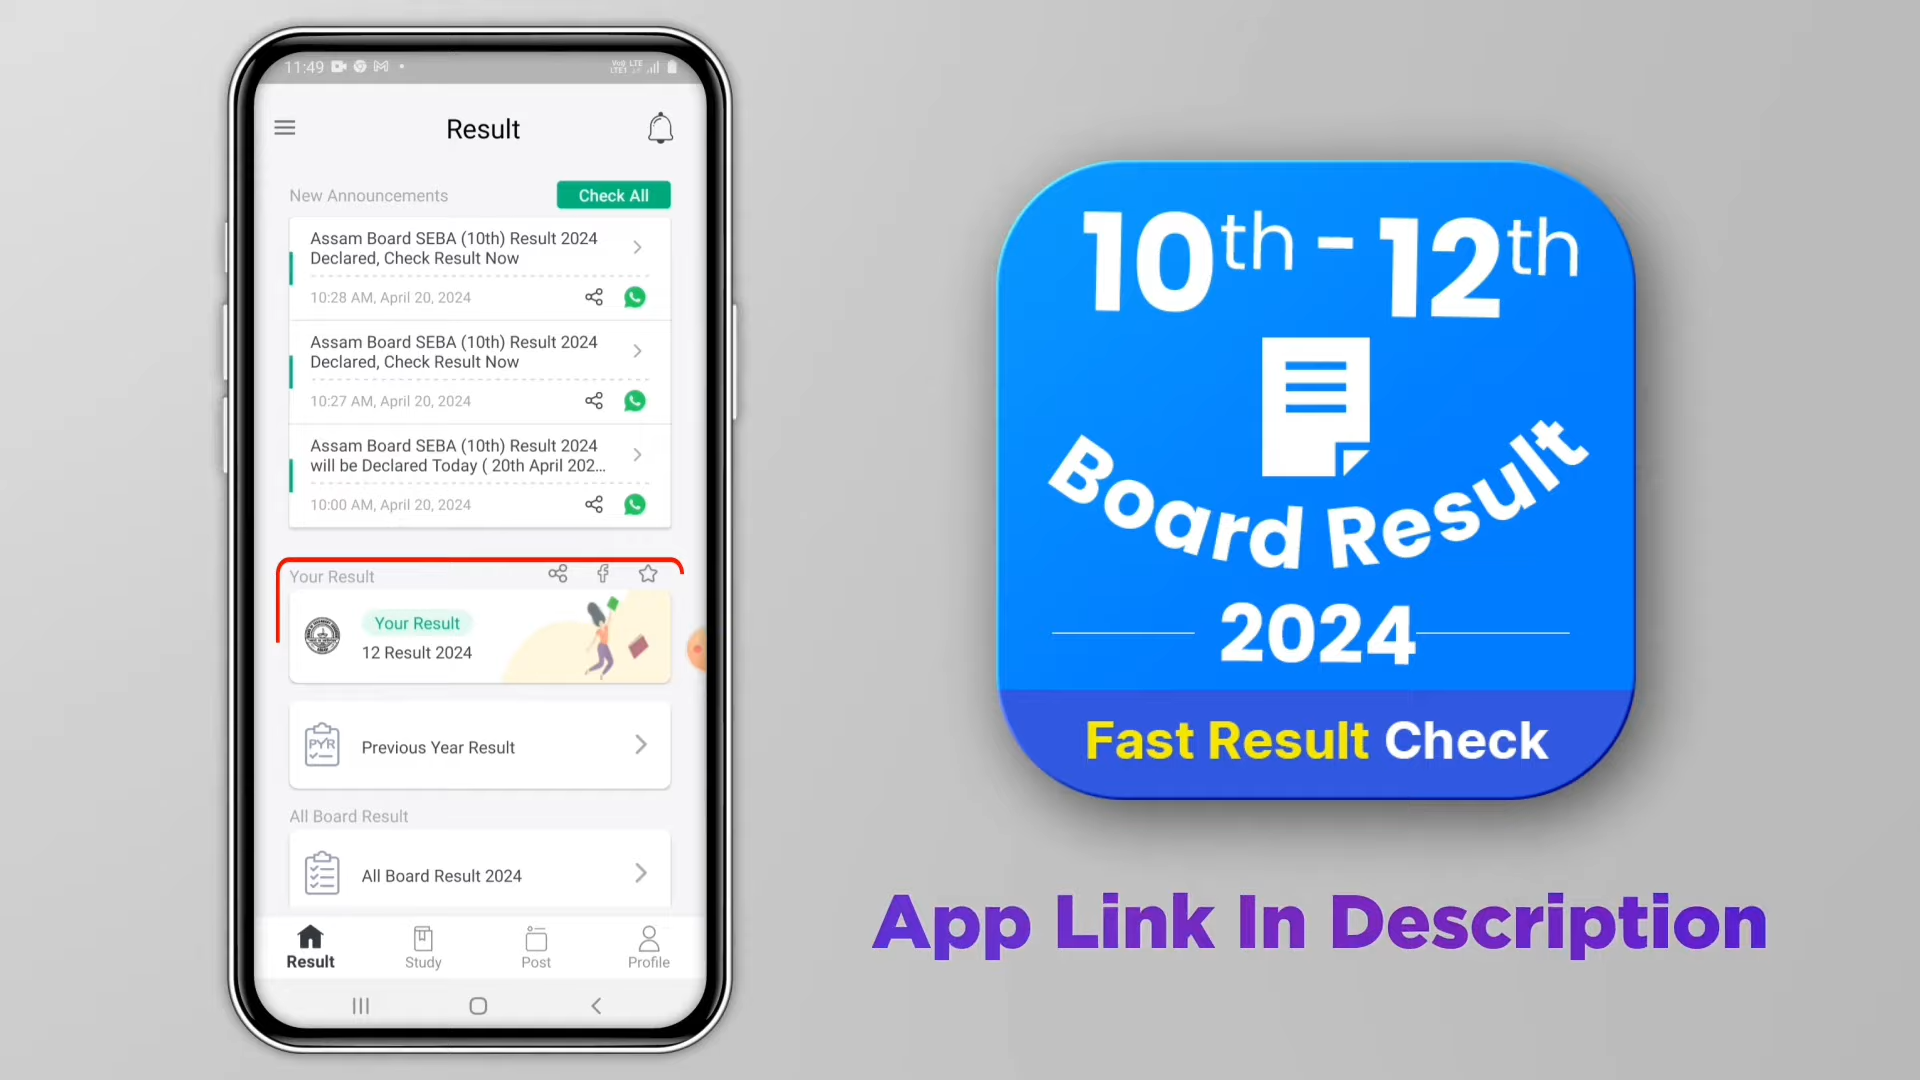 11:49
Vo9 LTE
LTE1
Result
New Announcements
Check All
Assam Board SEBA (10th) Result 2024
Declared, Check Result Now
10:28 AM, April 20, 2024
Assam Board SEBA (10th) Result 2024
Declared, Check Result Now
10:27 AM, April 20, 2024
Assam Board SEBA (10th) Result 2024
will be Declared Today ( 20th April 202...
10:00 AM, April 20, 2024
Your Result
Your Result
12 Result 2024
PYR
Previous Year Result
All Board Result
All Board Result 2024
Result
Study
Post
Profile
10th - 12th
Board Result
2024
Fast Result Check
App Link In Description